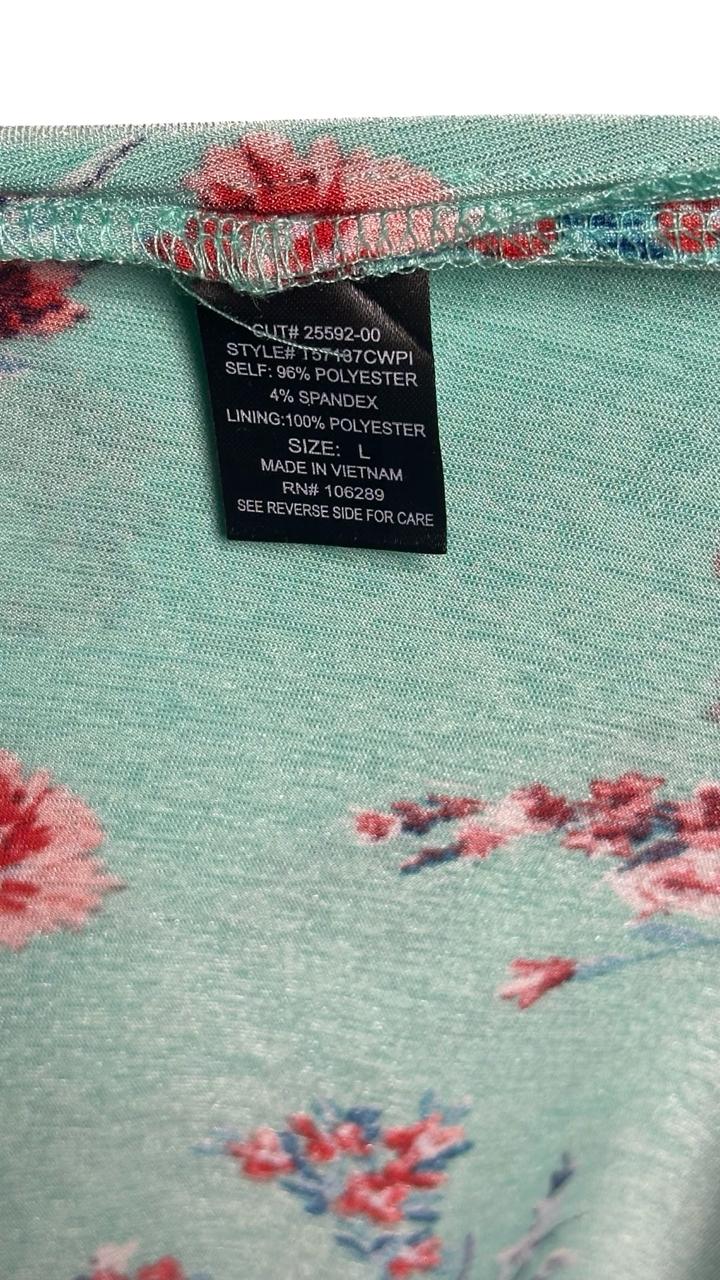 CUT# 25592-00
STYLE# T57187CWPI
SELF: 96% POLYESTER
4% SPANDEX
LINING:100% POLYESTER
SIZE: L
MADE IN VIETNAM
RN# 106289
SEE REVERSE SIDE FOR CARE